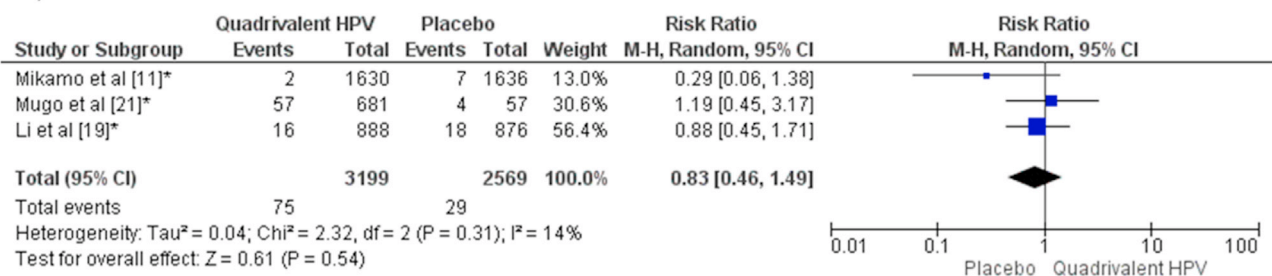 Quadrivalent HPV Placebo Risk Ratio Risk Ratio
Study or Subgroup Events Total Events Total Weight M-H, Random, 95% CI M-H, Random, 95% CI
Mikamo et al [11]* 2 1630 7 1636 13.0% 0.29 [0.06, 1.38]
Mugo et al [21]* 57 681 4 57 30.6% 1.19 [0.45, 3.17]
Li et al [19]* 16 888 18 876 56.4% 0.88 [0.45, 1.71]
Total (95% CI) 3199 2569 100.0% 0.83 [0.46, 1.49]
Total events 75 29
Heterogeneity: Tau² = 0.04; Chi² = 2.32, df = 2 (P = 0.31); I² = 14%
Test for overall effect: Z = 0.61 (P = 0.54)
0.01 0.1 1 10 100
Placebo Quadrivalent HPV